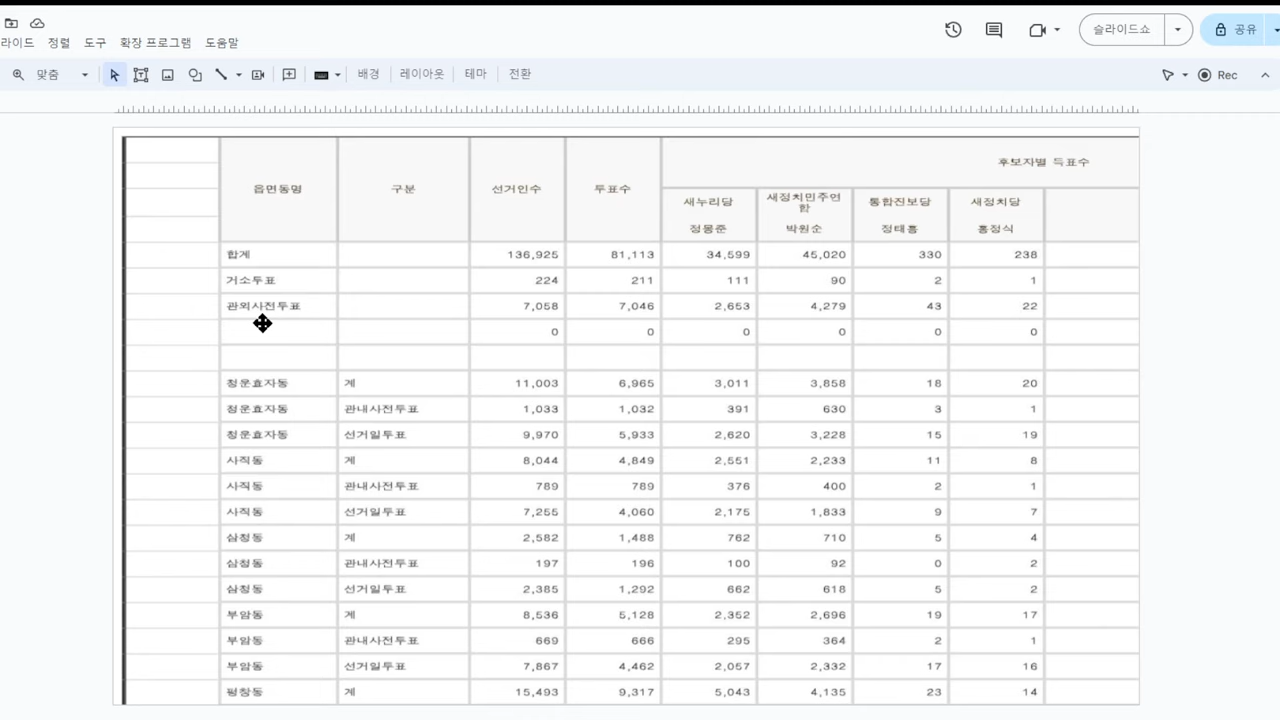 라이드 정렬 도구 확장 프로그램 도움말
슬라이드쇼
공유
맞춤 배경 레이아웃 테마 전환 Rec
후보자별 득표수
읍면동명 구분 선거인수 투표수
새누리당 새정치민주연합 통합진보당 새정치당
정몽준 박원순 정태흥 홍정식
합계 136,925 81,113 34,599 45,020 330 238
거소투표 224 211 111 90 2 1
관외사전투표 7,058 7,046 2,653 4,279 43 22
0 0 0 0 0 0
청운효자동 계 11,003 6,965 3,011 3,858 18 20
청운효자동 관내사전투표 1,033 1,032 391 630 3 1
청운효자동 선거일투표 9,970 5,933 2,620 3,228 15 19
사직동 계 8,044 4,849 2,551 2,233 11 8
사직동 관내사전투표 789 789 376 400 2 1
사직동 선거일투표 7,255 4,060 2,175 1,833 9 7
삼청동 계 2,582 1,488 762 710 5 4
삼청동 관내사전투표 197 196 100 92 0 2
삼청동 선거일투표 2,385 1,292 662 618 5 2
부암동 계 8,536 5,128 2,352 2,696 19 17
부암동 관내사전투표 669 666 295 364 2 1
부암동 선거일투표 7,867 4,462 2,057 2,332 17 16
평창동 계 15,493 9,317 5,043 4,135 23 14